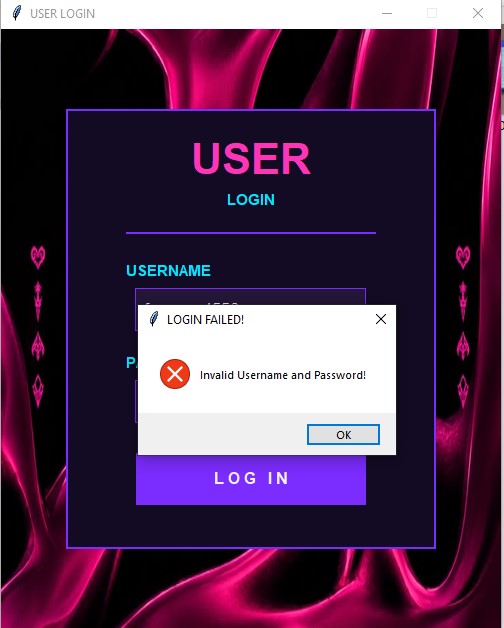 USER LOGIN
USER
LOGIN
USERNAME
LOGIN FAILED!
Invalid Username and Password!
OK
LOG IN